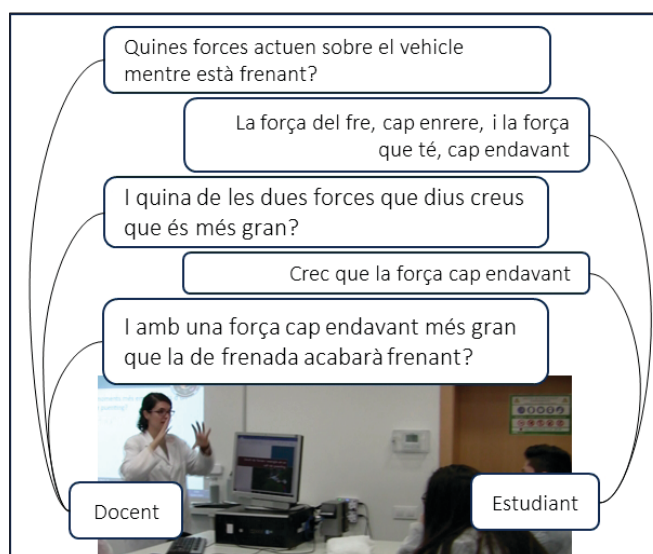 Quines forces actuen sobre el vehicle
mentre està frenant?
La força del fre, cap enrere, i la força
que té, cap endavant
I quina de les dues forces que dius creus
que és més gran?
Crec que la força cap endavant
I amb una força cap endavant més gran
que la de frenada acabarà frenant?
Docent
Estudiant